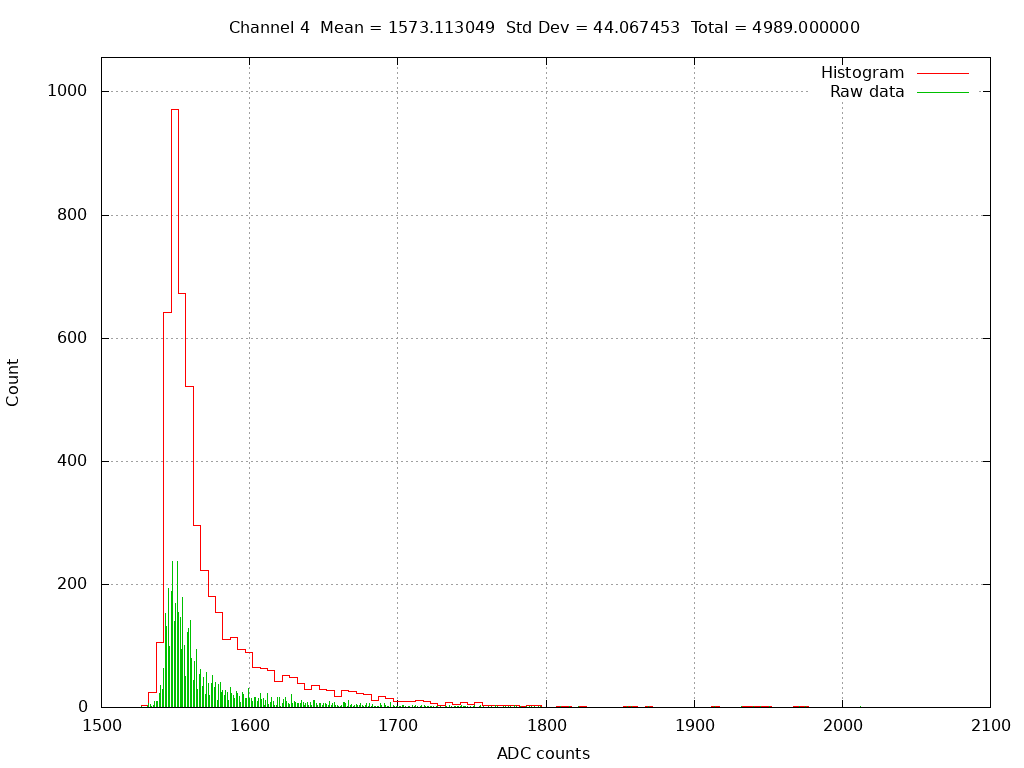 Channel 4  Mean = 1573.113049  Std Dev = 44.067453  Total = 4989.000000
Histogram
Raw data
1000
800
600
400
200
0
Count
1500 1600 1700 1800 1900 2000 2100
ADC counts